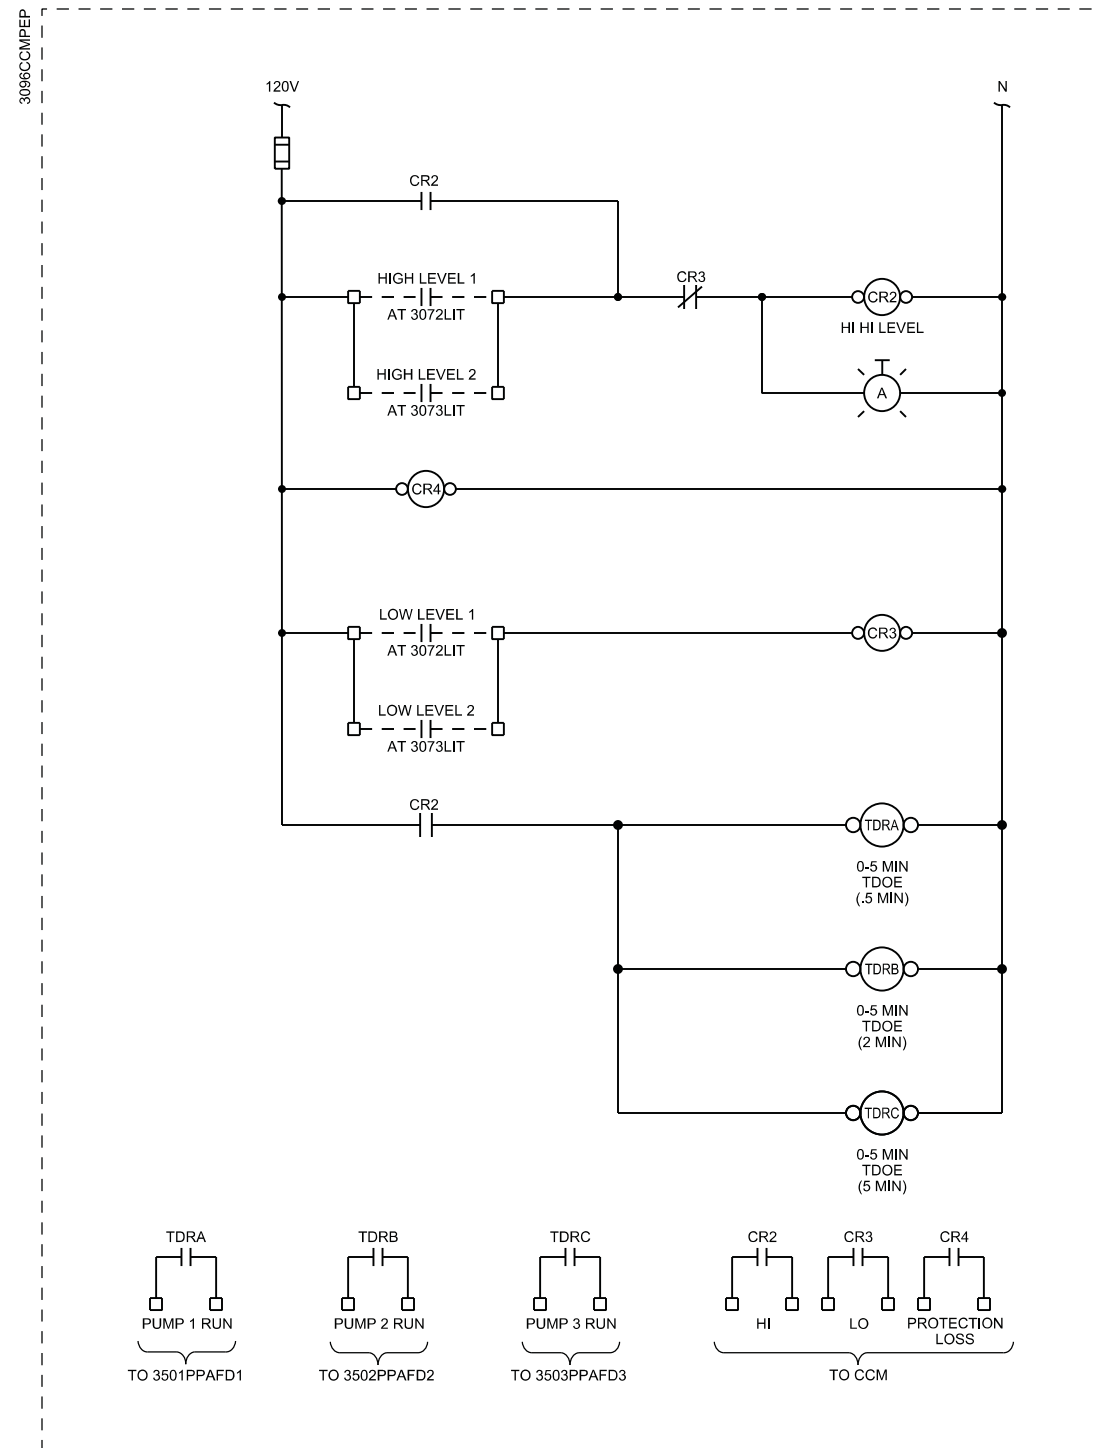 3096CCMPEP
120V
N
CR2
HIGH LEVEL 1
AT 3072LIT
CR3
CR2
HI HI LEVEL
HIGH LEVEL 2
AT 3073LIT
A
CR4
LOW LEVEL 1
AT 3072LIT
CR3
LOW LEVEL 2
AT 3073LIT
CR2
TDRA
0-5 MIN
TDOE
(.5 MIN)
TDRB
0-5 MIN
TDOE
(2 MIN)
TDRC
0-5 MIN
TDOE
(5 MIN)
TDRA
PUMP 1 RUN
TO 3501PPAFD1
TDRB
PUMP 2 RUN
TO 3502PPAFD2
TDRC
PUMP 3 RUN
TO 3503PPAFD3
CR2
HI
CR3
LO
CR4
PROTECTION
LOSS
TO CCM